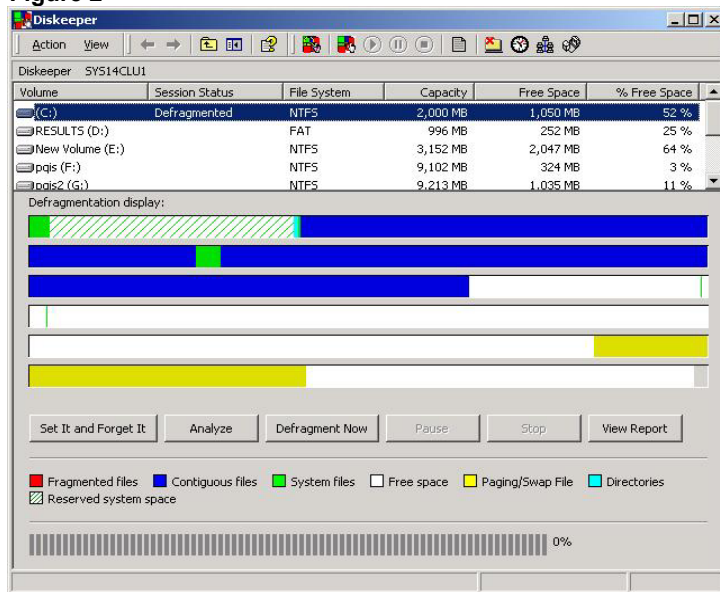 Figure 2
Diskeeper
Action View
Diskeeper SYS14CLU1
Volume Session Status File System Capacity Free Space % Free Space
(C:) Defragmented NTFS 2,000 MB 1,050 MB 52 %
RESULTS (D:) FAT 996 MB 252 MB 25 %
New Volume (E:) NTFS 3,152 MB 2,047 MB 64 %
pqis (F:) NTFS 9,102 MB 324 MB 3 %
pqis2 (G:) NTFS 9,213 MB 1,035 MB 11 %
Defragmentation display:
Set It and Forget It Analyze Defragment Now Pause Stop View Report
Fragmented files Contiguous files System files Free space Paging/Swap File Directories
Reserved system space
0%